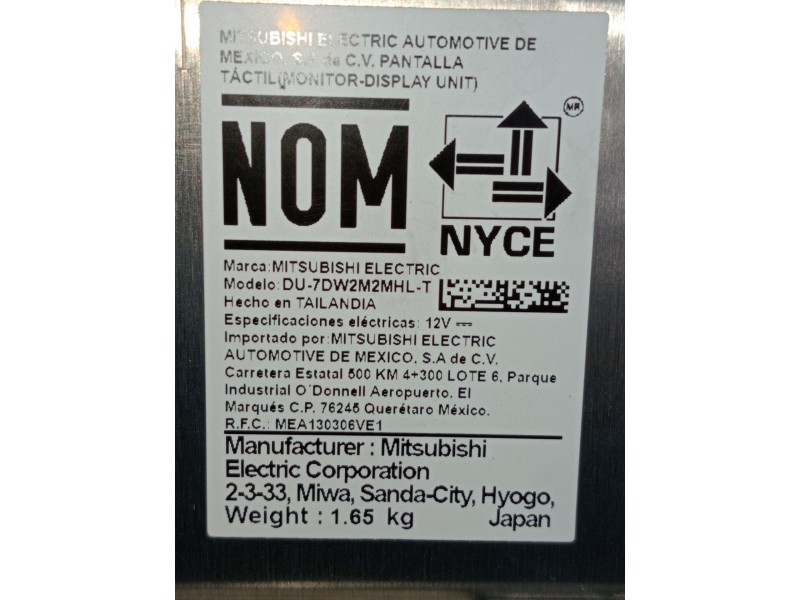 MITSUBISHI ELECTRIC AUTOMOTIVE DE
MEXICO, S.A de C.V. PANTALLA
TÁCTIL(MONITOR-DISPLAY UNIT)
MR
NOM
NYCE
Marca:MITSUBISHI ELECTRIC
Modelo:DU-7DW2M2MHL-T
Hecho en TAILANDIA
Especificaciones eléctricas: 12V
Importado por:MITSUBISHI ELECTRIC
AUTOMOTIVE DE MEXICO, S.A de C.V.
Carretera Estatal 500 KM 4+300 LOTE 6, Parque
Industrial O´Donnell Aeropuerto, El
Marqués C.P. 76245 Querétaro México.
R.F.C.: MEA130306VE1
Manufacturer : Mitsubishi
Electric Corporation
2-3-33, Miwa, Sanda-City, Hyogo,
Weight : 1.65 kg Japan